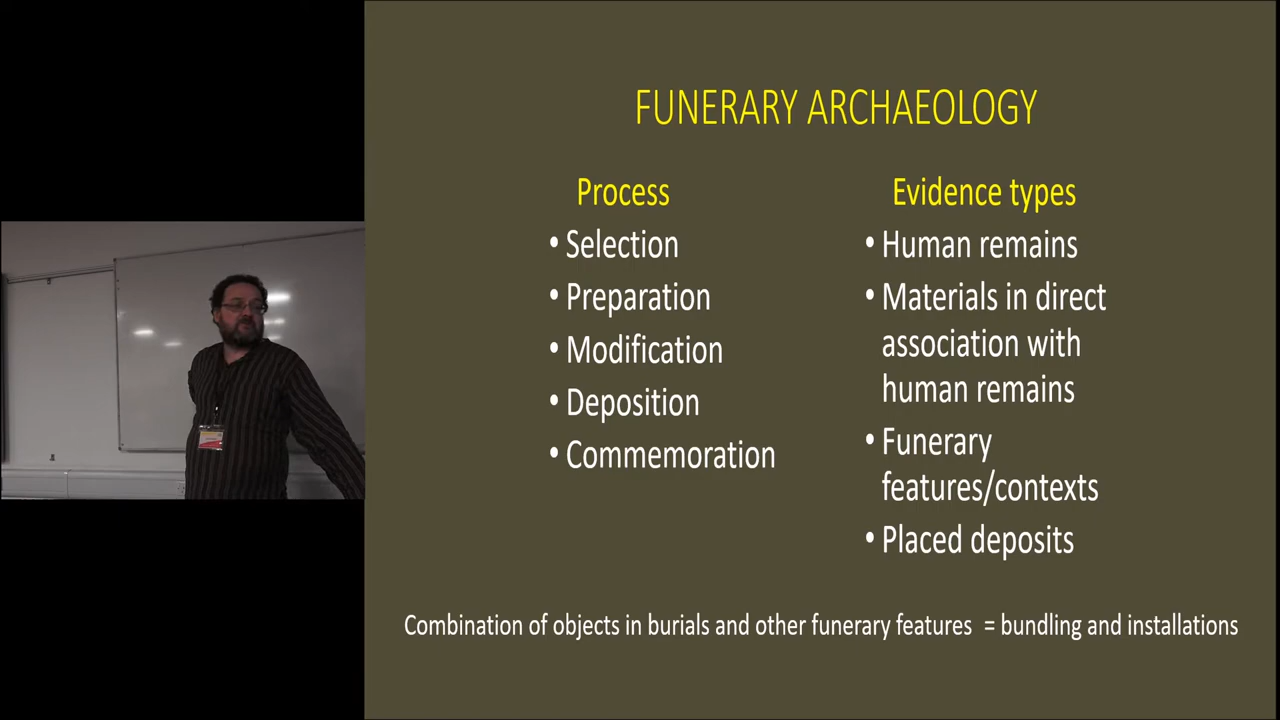 FUNERARY ARCHAEOLOGY
Process
• Selection
• Preparation
• Modification
• Deposition
• Commemoration
Evidence types
• Human remains
• Materials in direct
association with
human remains
• Funerary
features/contexts
• Placed deposits
Combination of objects in burials and other funerary features = bundling and installations